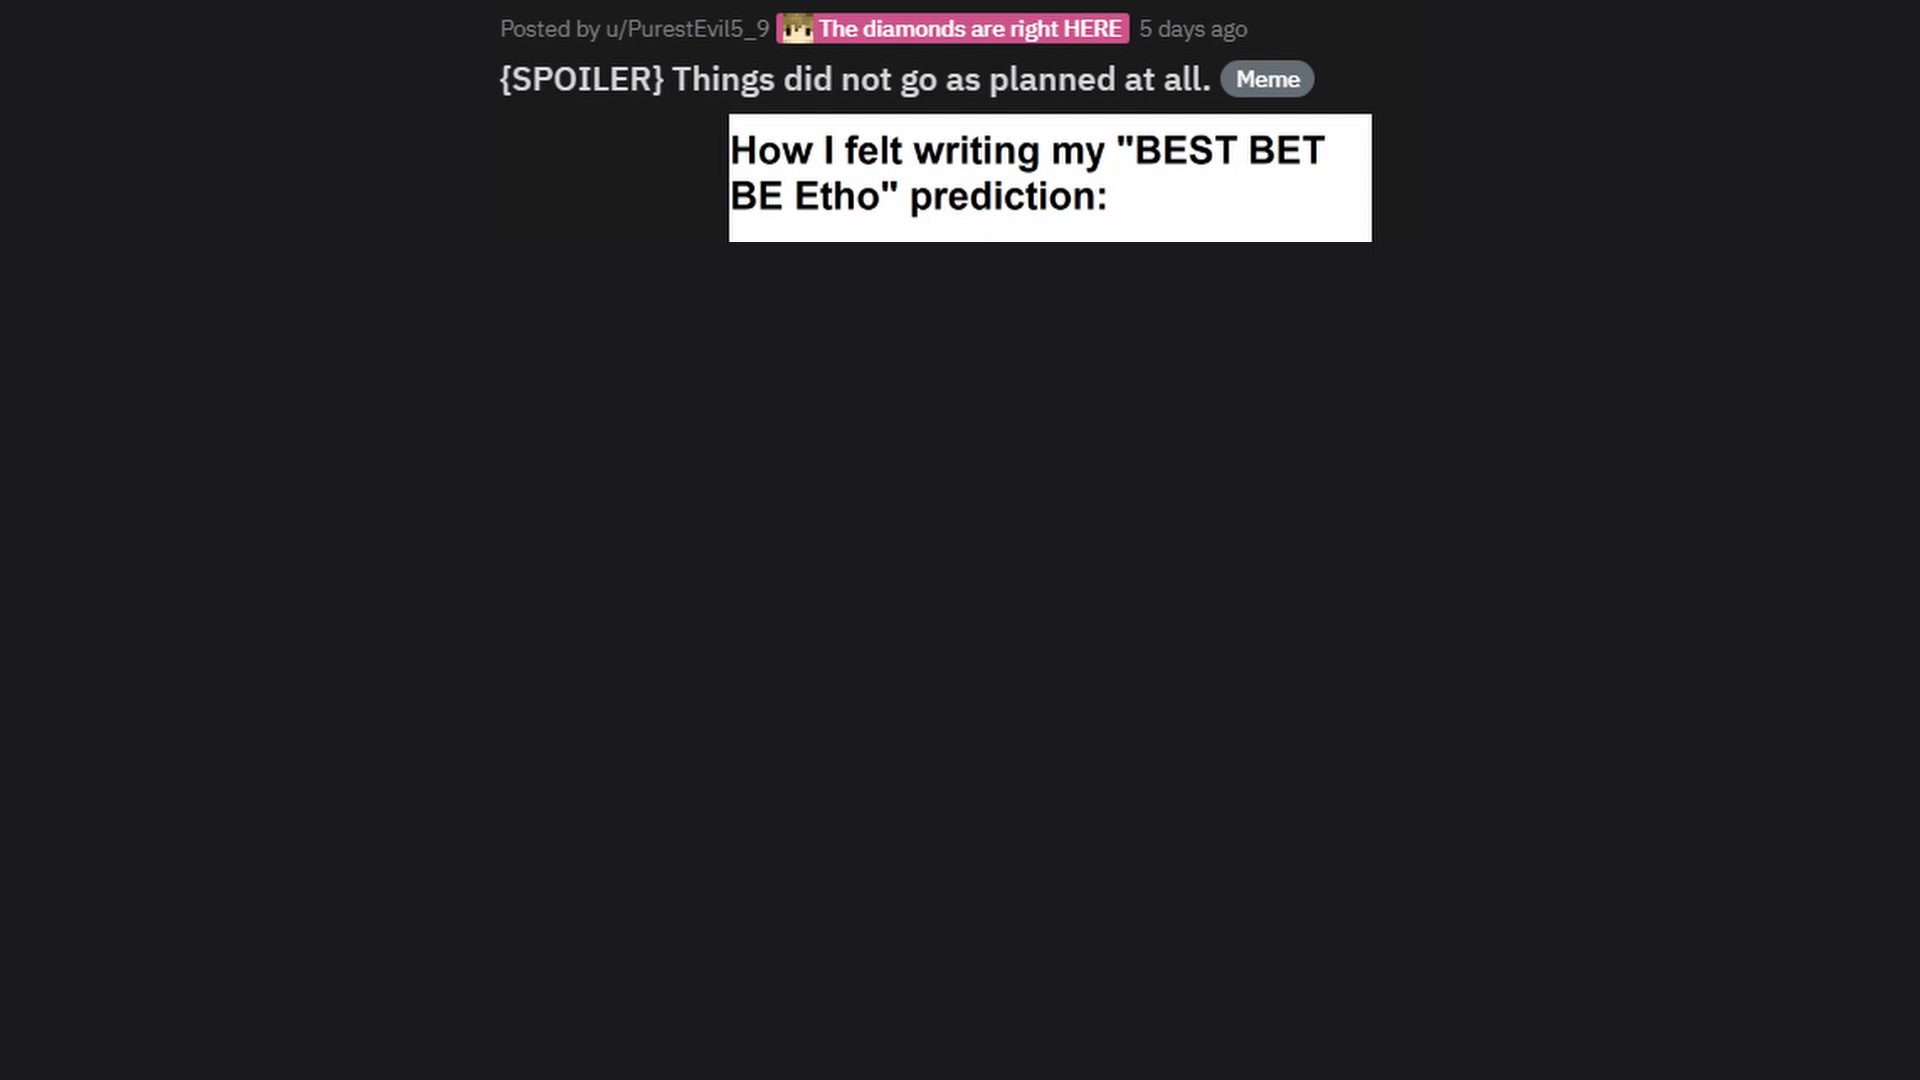 Posted by u/PurestEvil5_9 The diamonds are right HERE 5 days ago
{SPOILER} Things did not go as planned at all. Meme
How I felt writing my "BEST BET
BE Etho" prediction: